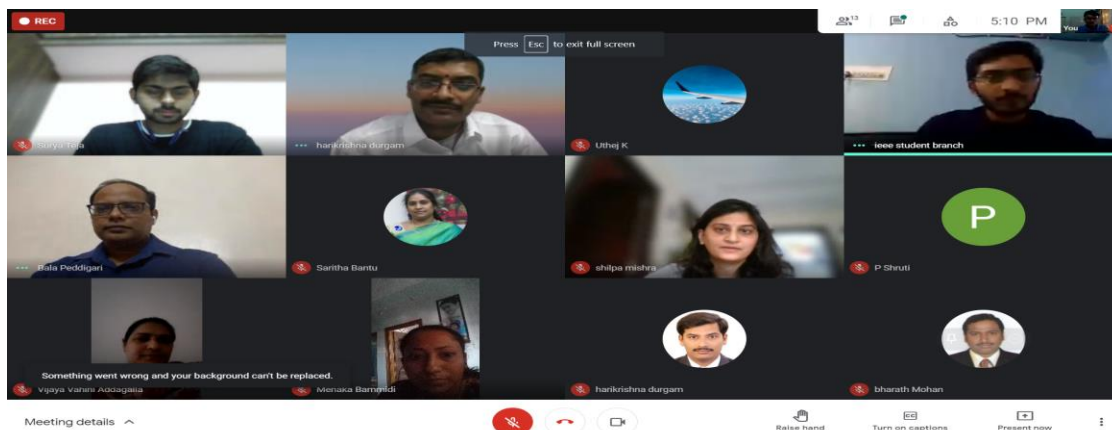 REC
13
5:10 PM
You
Press Esc to exit full screen
Surya Teja
harikrishna durgam
Uthej K
ieee student branch
Bala Peddigari
Saritha Bantu
shilpa mishra
P
P Shruti
Something went wrong and your background can't be replaced.
Vijaya Vahini Addagalla
Menaka Bammidi
harikrishna durgam
bharath Mohan
Meeting details
Raise hand
CC
Turn on captions
Present now